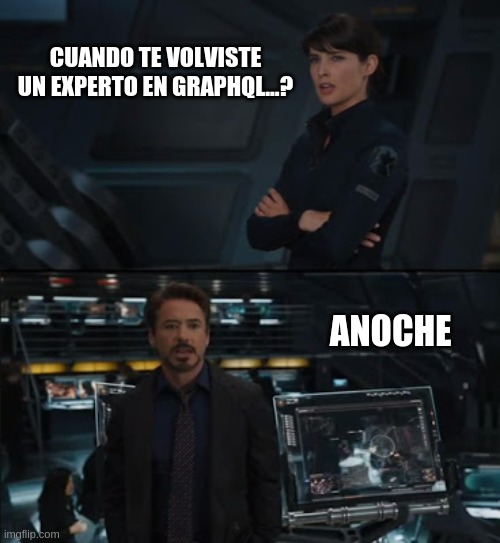 CUANDO TE VOLVISTE
UN EXPERTO EN GRAPHQL...?
ANOCHE
imgflip.com